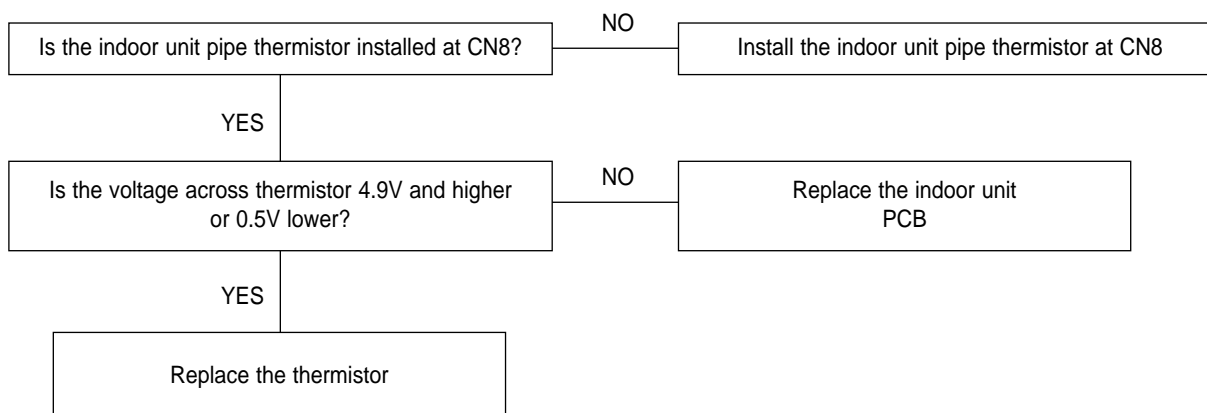 Is the indoor unit pipe thermistor installed at CN8?
NO
Install the indoor unit pipe thermistor at CN8
YES
Is the voltage across thermistor 4.9V and higher
or 0.5V lower?
NO
Replace the indoor unit
PCB
YES
Replace the thermistor